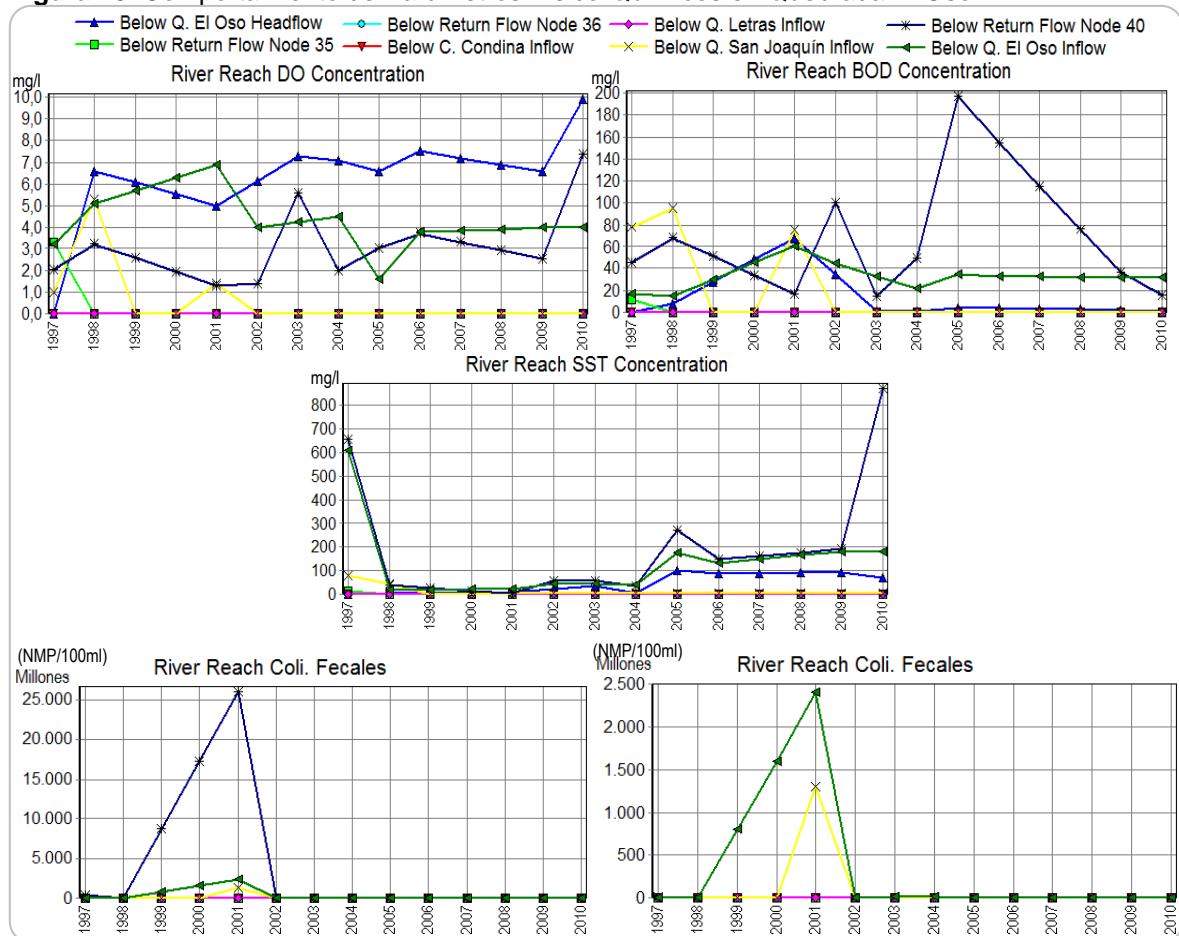 Below Q. El Oso Headflow
Below Return Flow Node 36
Below Q. Letras Inflow
Below Return Flow Node 40
Below Return Flow Node 35
Below C. Condina Inflow
Below Q. San Joaquín Inflow
Below Q. El Oso Inflow
River Reach DO Concentration
mg/l
10,0
9,0
8,0
7,0
6,0
5,0
4,0
3,0
2,0
1,0
0,0
1997 1998 1999 2000 2001 2002 2003 2004 2005 2006 2007 2008 2009 2010
River Reach BOD Concentration
mg/l
200
180
160
140
120
100
80
60
40
20
0
1997 1998 1999 2000 2001 2002 2003 2004 2005 2006 2007 2008 2009 2010
River Reach SST Concentration
mg/l
800
700
600
500
400
300
200
100
0
1997 1998 1999 2000 2001 2002 2003 2004 2005 2006 2007 2008 2009 2010
(NMP/100ml)
Millones
River Reach Coli. Fecales
25.000
20.000
15.000
10.000
5.000
0
1997 1998 1999 2000 2001 2002 2003 2004 2005 2006 2007 2008 2009 2010
(NMP/100ml)
Millones
River Reach Coli. Fecales
2.500
2.000
1.500
1.000
500
0
1997 1998 1999 2000 2001 2002 2003 2004 2005 2006 2007 2008 2009 2010